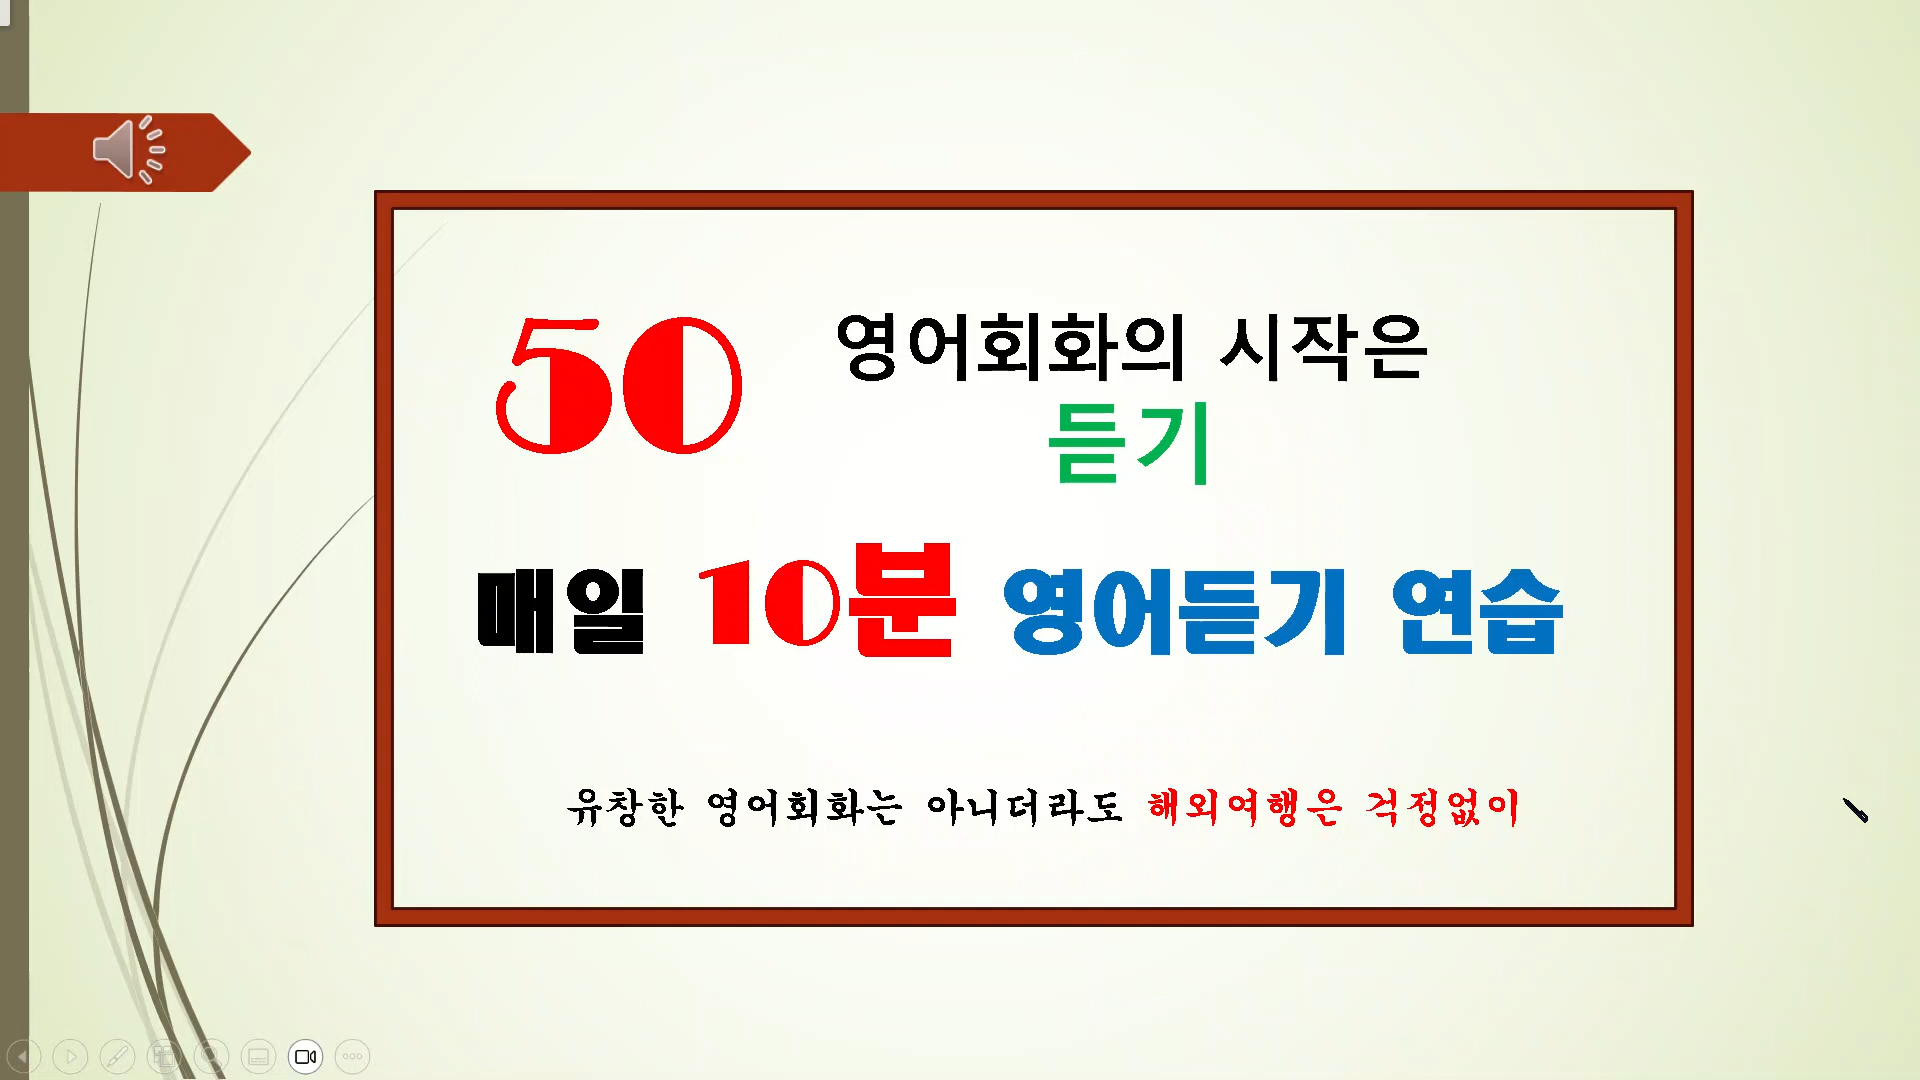 50
영어회화의 시작은
듣기
매일 10분 영어듣기 연습
유창한 영어회화는 아니더라도 해외여행은 걱정없이